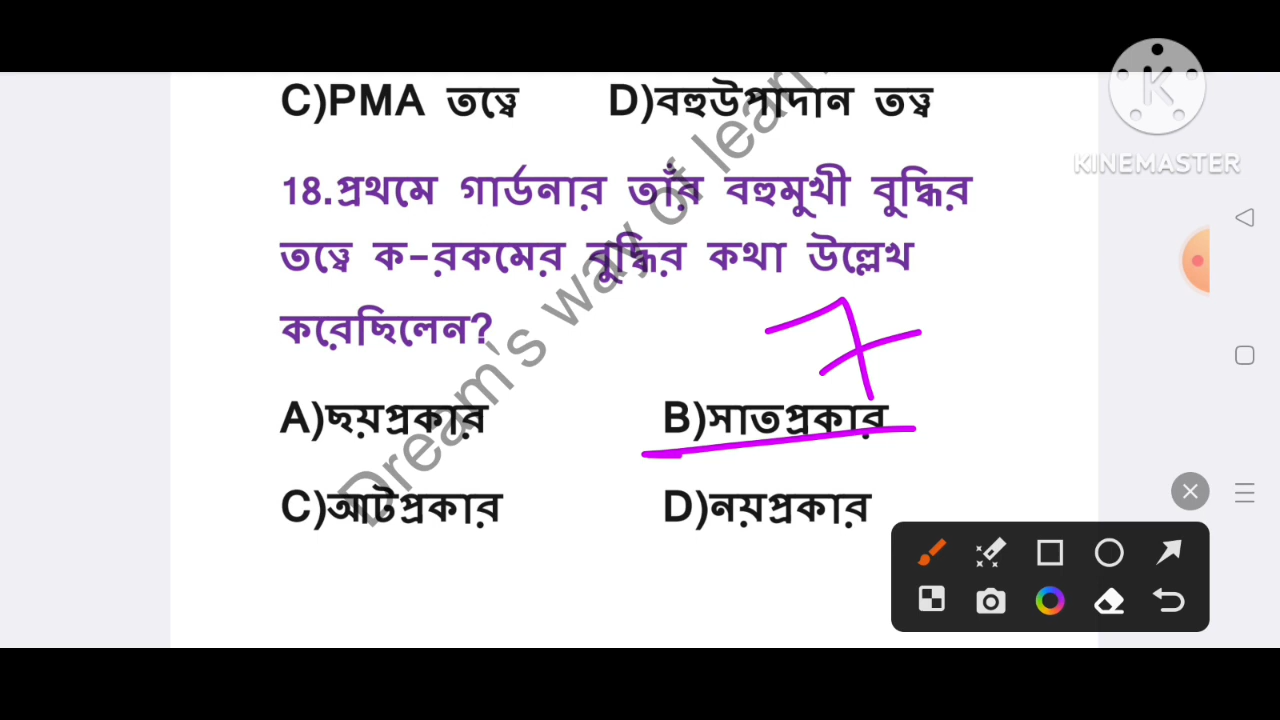 C)PMA তত্ত্বে D)বহুউপাদান তত্ত্ব
KINEMASTER
18.প্রথমে গার্ডনার তাঁর বহুমুখী বুদ্ধির
তত্ত্বে ক-রকমের বুদ্ধির কথা উল্লেখ
করেছিলেন?
7
A)ছয়প্রকার B)সাতপ্রকার
C)আটপ্রকার D)নয়প্রকার
Dream's way of learn